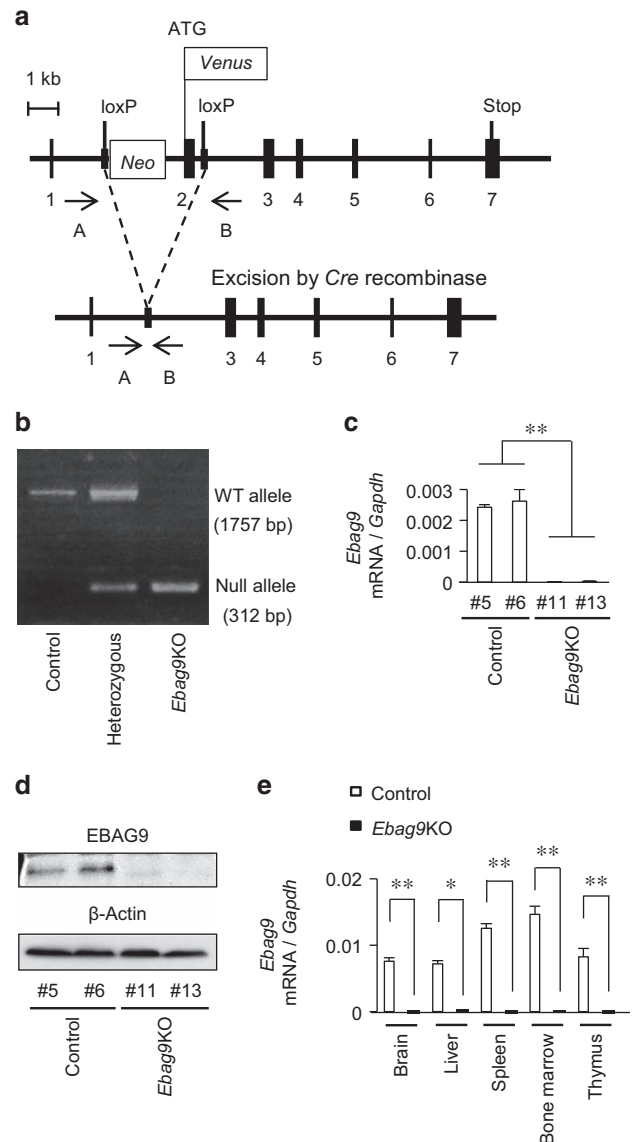 a
ATG
Venus
1 kb
loxP
loxP
Stop
Neo
1 2 3 4 5 6 7
A B
Excision by Cre recombinase
1 3 4 5 6 7
A B
b
WT allele
(1757 bp)
Null allele
(312 bp)
Control
Heterozygous
Ebag9KO
c
**
Ebag9
mRNA / Gapdh
0.003
0.002
0.001
0
#5 #6 #11 #13
Control
Ebag9KO
d
EBAG9
β-Actin
#5 #6 #11 #13
Control
Ebag9KO
e
Control
Ebag9KO
Ebag9
mRNA / Gapdh
0.02
0.01
0
** * ** ** **
Brain
Liver
Spleen
Bone marrow
Thymus